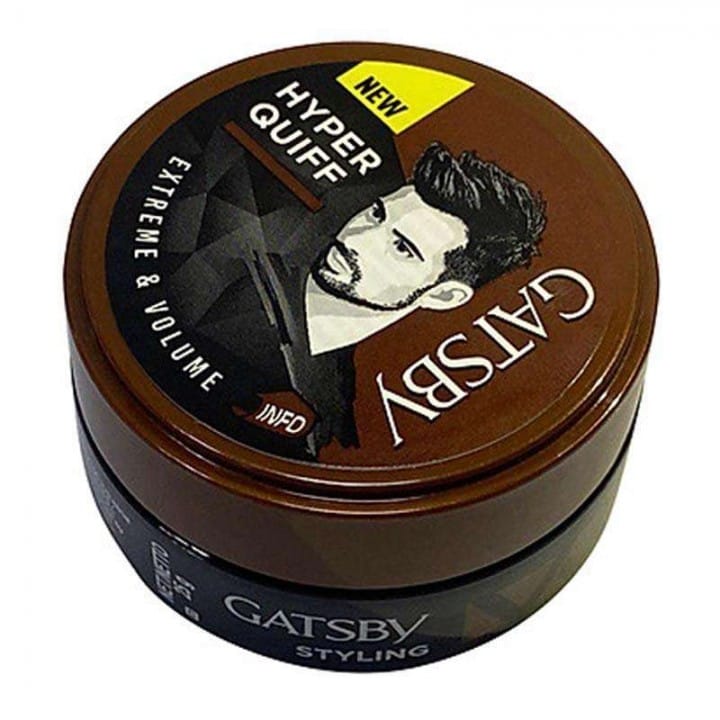 NEW
HYPER
QUIFF
EXTREME & VOLUME
GATSBY
INFO
GATSBY
STYLING